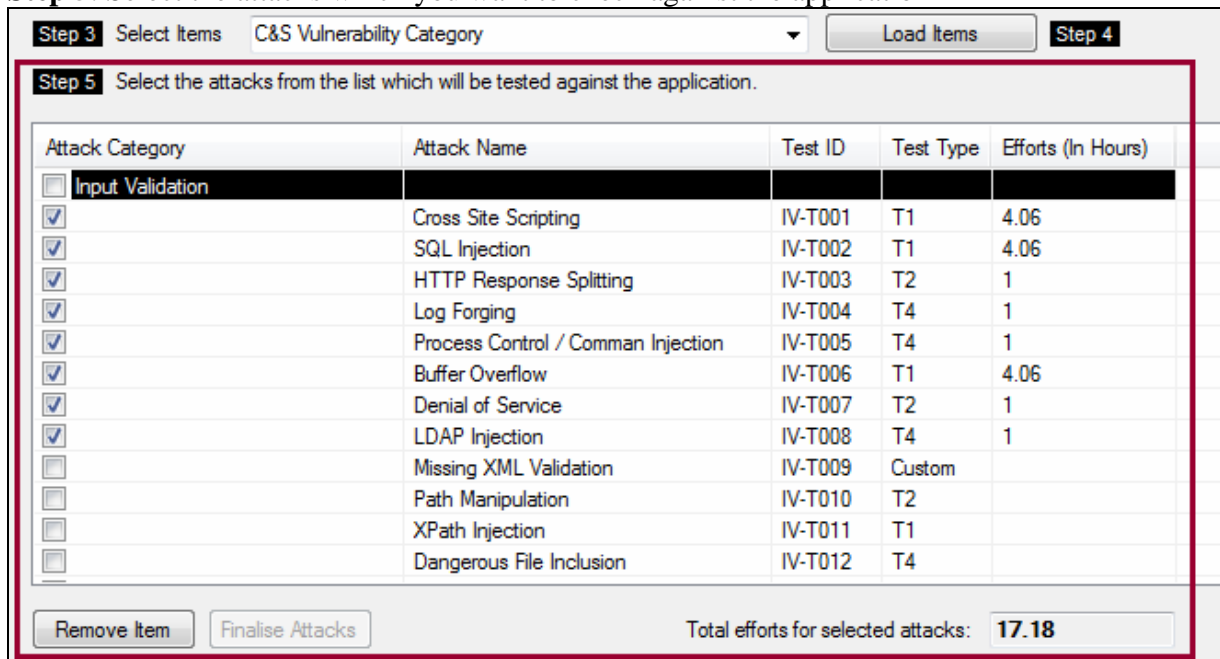 Step 3 Select Items C&S Vulnerability Category Load Items Step 4
Step 5 Select the attacks from the list which will be tested against the application.
Attack Category Attack Name Test ID Test Type Efforts (In Hours)
Input Validation
Cross Site Scripting IV-T001 T1 4.06
SQL Injection IV-T002 T1 4.06
HTTP Response Splitting IV-T003 T2 1
Log Forging IV-T004 T4 1
Process Control / Comman Injection IV-T005 T4 1
Buffer Overflow IV-T006 T1 4.06
Denial of Service IV-T007 T2 1
LDAP Injection IV-T008 T4 1
Missing XML Validation IV-T009 Custom
Path Manipulation IV-T010 T2
XPath Injection IV-T011 T1
Dangerous File Inclusion IV-T012 T4
Remove Item Finalise Attacks Total efforts for selected attacks: 17.18